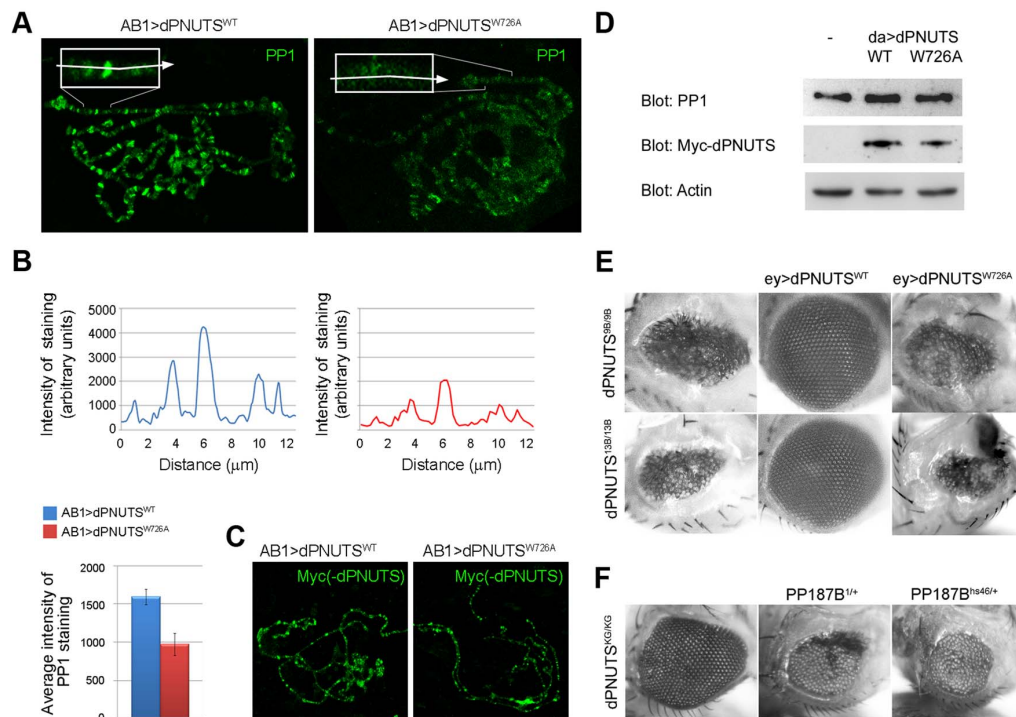 A
AB1>dPNUTS^WT
AB1>dPNUTS^W726A
PP1
PP1
B
Intensity of staining
(arbitrary units)
5000
4000
3000
2000
1000
0
0 2 4 6 8 10 12
Distance (μm)
Intensity of staining
(arbitrary units)
0 2 4 6 8 10 12
Distance (μm)
AB1>dPNUTS^WT
AB1>dPNUTS^W726A
Average intensity of
PP1 staining
2000
1500
1000
500
0
C
AB1>dPNUTS^WT
AB1>dPNUTS^W726A
Myc(-dPNUTS)
Myc(-dPNUTS)
D
- da>dPNUTS
WT W726A
Blot: PP1
Blot: Myc-dPNUTS
Blot: Actin
E
ey>dPNUTS^WT
ey>dPNUTS^W726A
dPNUTS^9B/9B
dPNUTS^13B/13B
F
PP187B^1/+
PP187B^hs46/+
dPNUTS^KG/KG